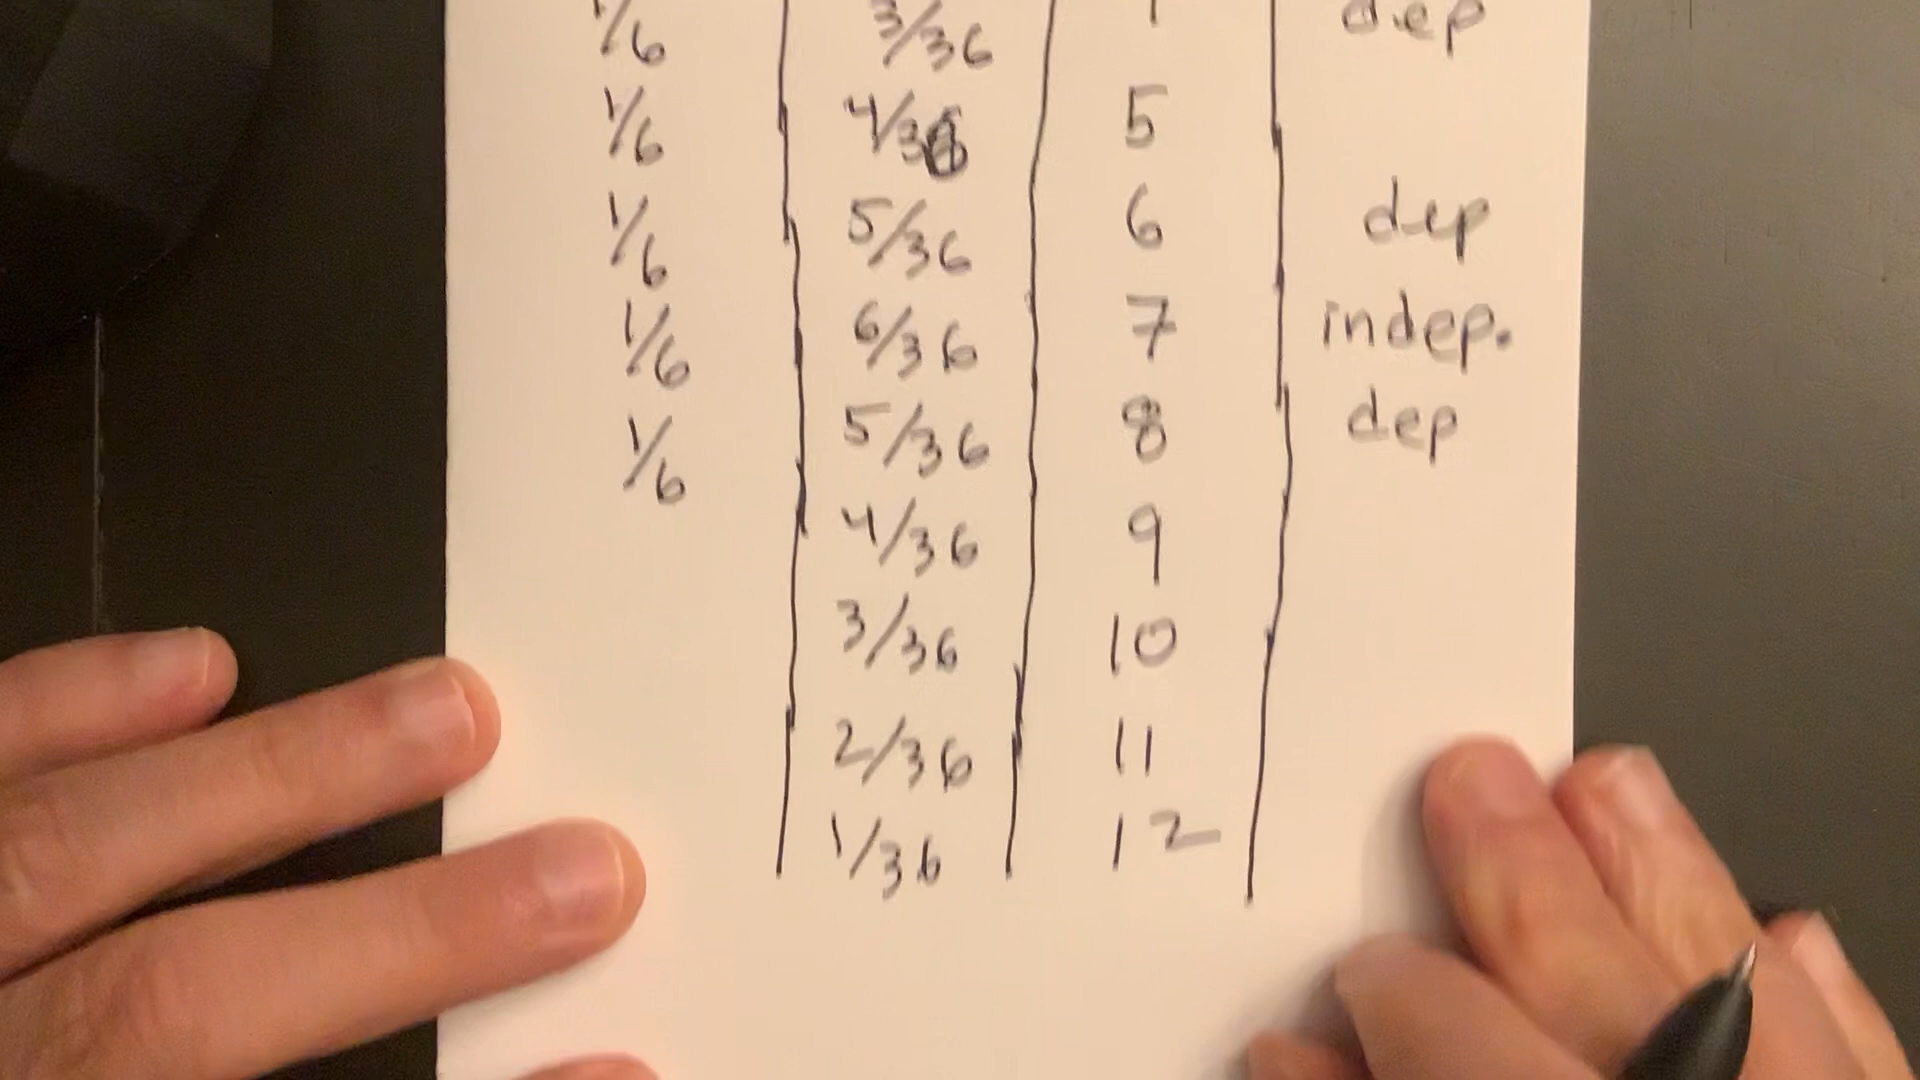 1/6 3/36 dep
1/6 4/36 5
1/6 5/36 6 dep
1/6 6/36 7 indep.
1/6 5/36 8 dep
4/36 9
3/36 10
2/36 11
1/36 12